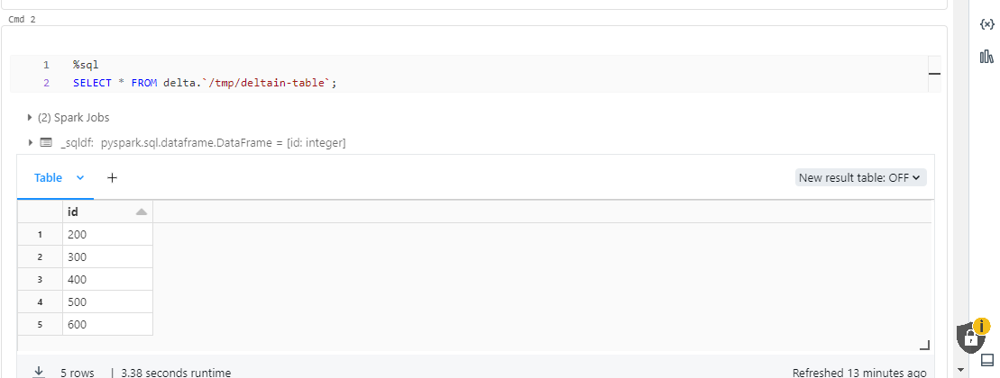 Cmd 2
1 %sql
2 SELECT * FROM delta.`/tmp/deltain-table`;
(2) Spark Jobs
_sqldf: pyspark.sql.dataframe.DataFrame = [id: integer]
Table + New result table: OFF
id
1 200
2 300
3 400
4 500
5 600
5 rows | 3.38 seconds runtime Refreshed 13 minutes ago
{x}
i